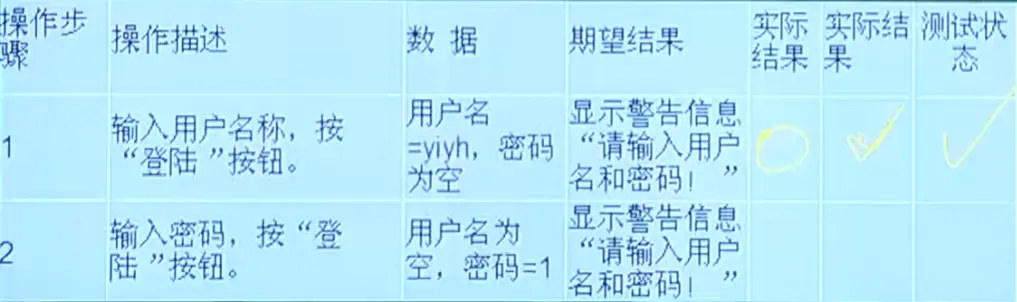 操作步骤
操作描述
数 据
期望结果
实际结果
实际结果
测试状态
1
输入用户名称，按
“登陆 ”按钮。
用户名
=yiyh，密码
为空
显示警告信息
“请输入用户
名和密码！ ”
2
输入密码，按“登
陆 ”按钮。
用户名为
空，密码=1
显示警告信息
“请输入用户
名和密码！ ”